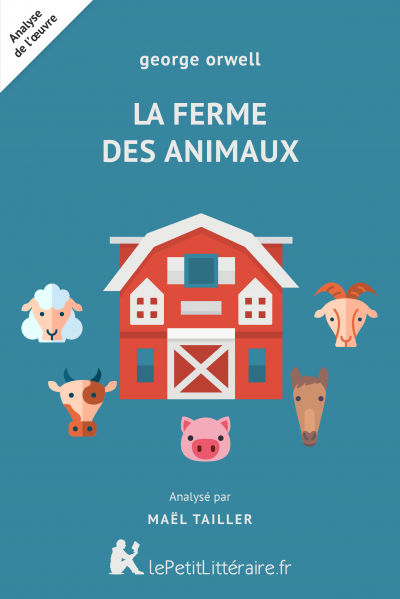 Analyse
de l'œuvre
george orwell
LA FERME
DES ANIMAUX
Analysé par
MAËL TAILLER
lePetitLittéraire.fr